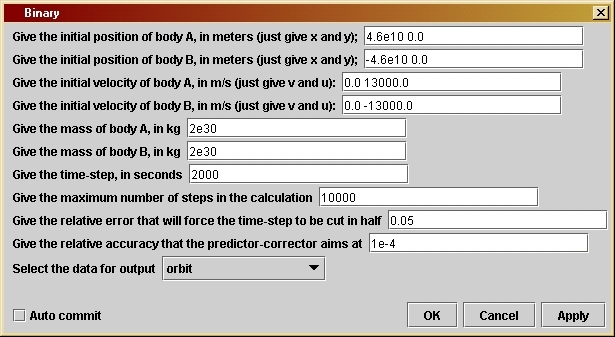 Binary
Give the initial position of body A, in meters (just give x and y); 4.6e10 0.0
Give the initial position of body B, in meters (just give x and y); -4.6e10 0.0
Give the initial velocity of body A, in m/s (just give v and u): 0.0 13000.0
Give the initial velocity of body B, in m/s (just give v and u): 0.0 -13000.0
Give the mass of body A, in kg 2e30
Give the mass of body B, in kg 2e30
Give the time-step, in seconds 2000
Give the maximum number of steps in the calculation 10000
Give the relative error that will force the time-step to be cut in half 0.05
Give the relative accuracy that the predictor-corrector aims at 1e-4
Select the data for output orbit
Auto commit OK Cancel Apply